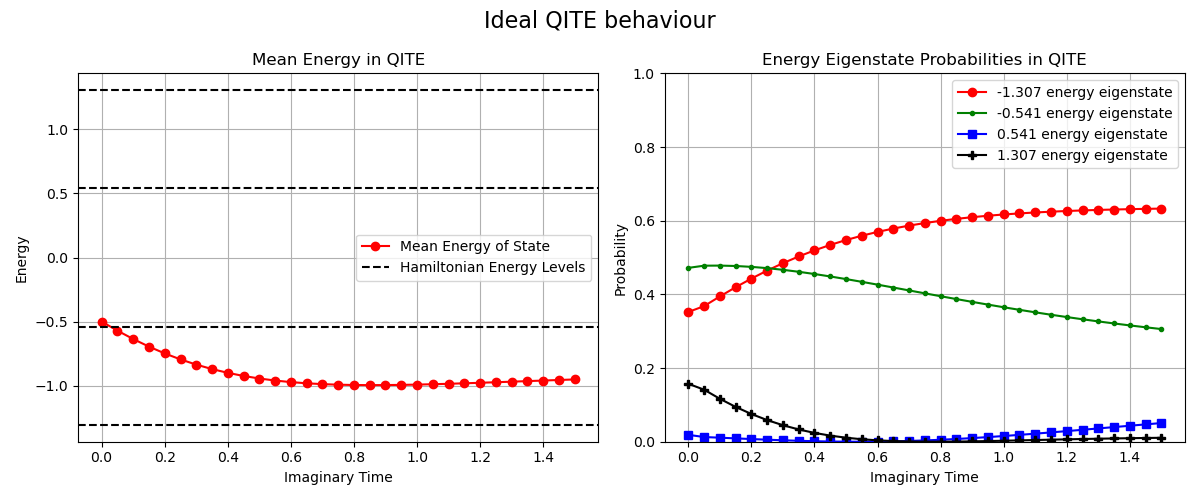 Ideal QITE behaviour
Mean Energy in QITE
Energy
1.0
0.5
0.0
−0.5
−1.0
Mean Energy of State
Hamiltonian Energy Levels
0.0 0.2 0.4 0.6 0.8 1.0 1.2 1.4
Imaginary Time
Energy Eigenstate Probabilities in QITE
Probability
1.0
0.8
0.6
0.4
0.2
0.0
-1.307 energy eigenstate
-0.541 energy eigenstate
0.541 energy eigenstate
1.307 energy eigenstate
0.0 0.2 0.4 0.6 0.8 1.0 1.2 1.4
Imaginary Time